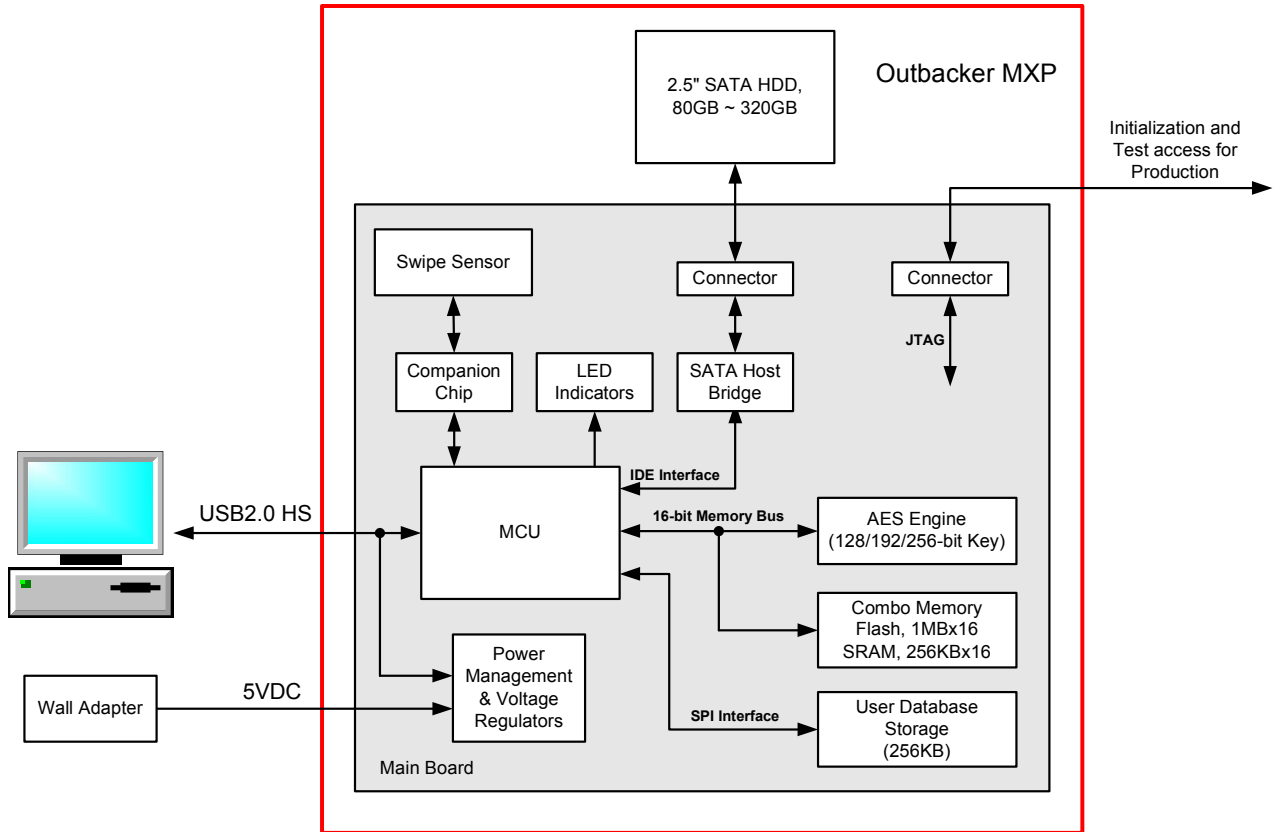 Outbacker MXP
2.5" SATA HDD,
80GB ~ 320GB
Initialization and
Test access for
Production
Swipe Sensor
Connector
Connector
JTAG
Companion
Chip
LED
Indicators
SATA Host
Bridge
IDE Interface
USB2.0 HS
MCU
16-bit Memory Bus
AES Engine
(128/192/256-bit Key)
Combo Memory
Flash, 1MBx16
SRAM, 256KBx16
Power
Management
& Voltage
Regulators
Wall Adapter
5VDC
SPI Interface
User Database
Storage
(256KB)
Main Board